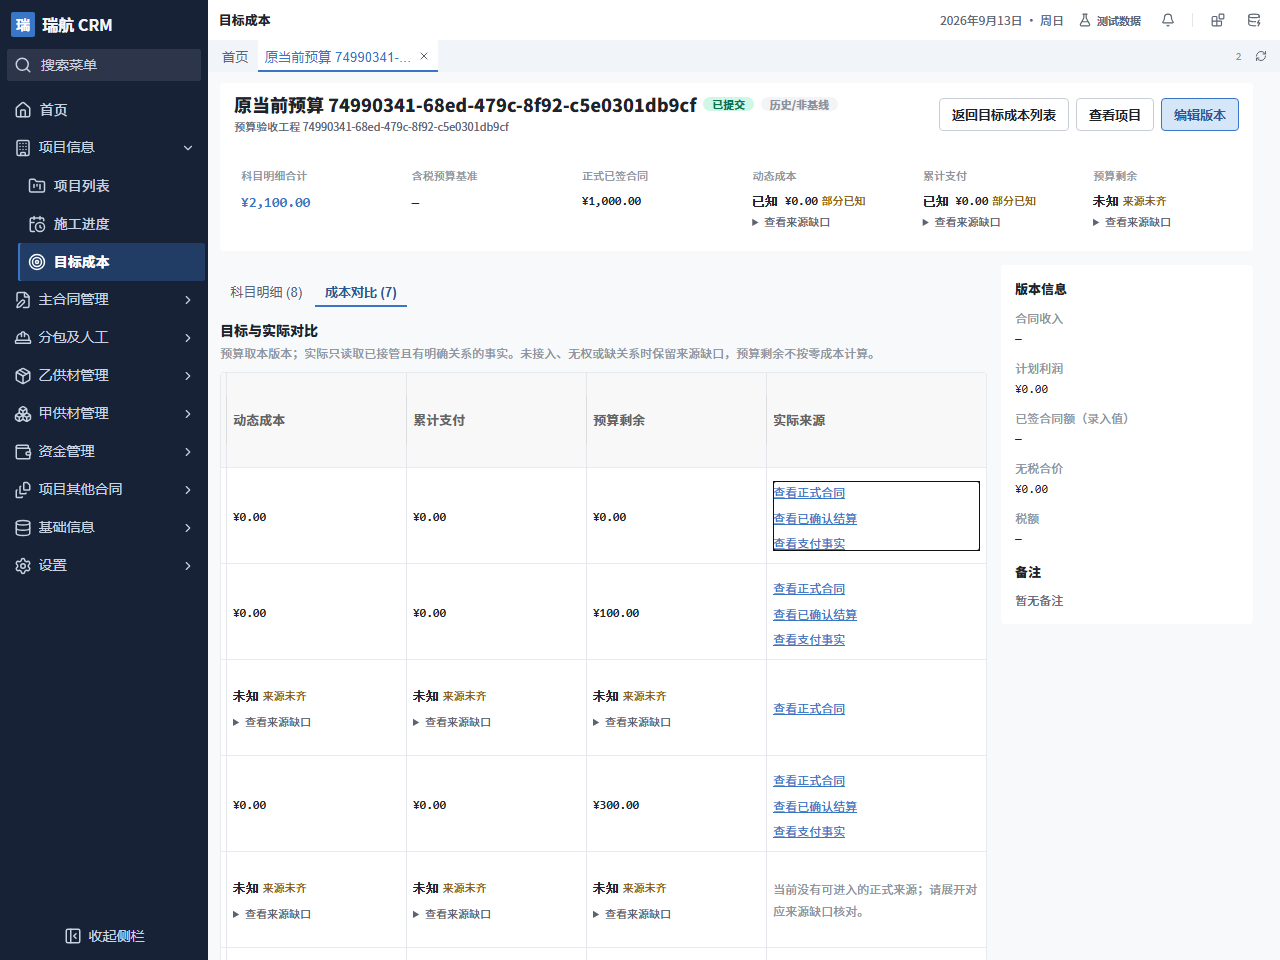 瑞 瑞航 CRM
搜索菜单
首页
项目信息
项目列表
施工进度
目标成本
主合同管理
分包及人工
乙供材管理
甲供材管理
资金管理
项目其他合同
基础信息
设置
收起侧栏
目标成本
2026年9月13日 · 周日 测试数据
首页 原当前预算 74990341-... × 2
原当前预算 74990341-68ed-479c-8f92-c5e0301db9cf 已提交 历史/非基线
预算验收工程 74990341-68ed-479c-8f92-c5e0301db9cf
返回目标成本列表 查看项目 编辑版本
科目明细合计 含税预算基准 正式已签合同 动态成本 累计支付 预算剩余
¥2,100.00 — ¥1,000.00 已知 ¥0.00 部分已知 已知 ¥0.00 部分已知 未知 来源未齐
查看来源缺口 查看来源缺口 查看来源缺口
科目明细 (8) 成本对比 (7)
目标与实际对比
预算取本版本；实际只读取已接管且有明确关系的事实。未接入、无权或缺关系时保留来源缺口，预算剩余不按零成本计算。
动态成本 累计支付 预算剩余 实际来源
¥0.00 ¥0.00 ¥0.00 查看正式合同
查看已确认结算
查看支付事实
¥0.00 ¥0.00 ¥100.00 查看正式合同
查看已确认结算
查看支付事实
未知 来源未齐 未知 来源未齐 未知 来源未齐 查看正式合同
查看来源缺口 查看来源缺口 查看来源缺口
¥0.00 ¥0.00 ¥300.00 查看正式合同
查看已确认结算
查看支付事实
未知 来源未齐 未知 来源未齐 未知 来源未齐 当前没有可进入的正式来源；请展开对
查看来源缺口 查看来源缺口 查看来源缺口 应来源缺口核对。
版本信息
合同收入
—
计划利润
¥0.00
已签合同额（录入值）
—
无税合价
¥0.00
税额
—
备注
暂无备注